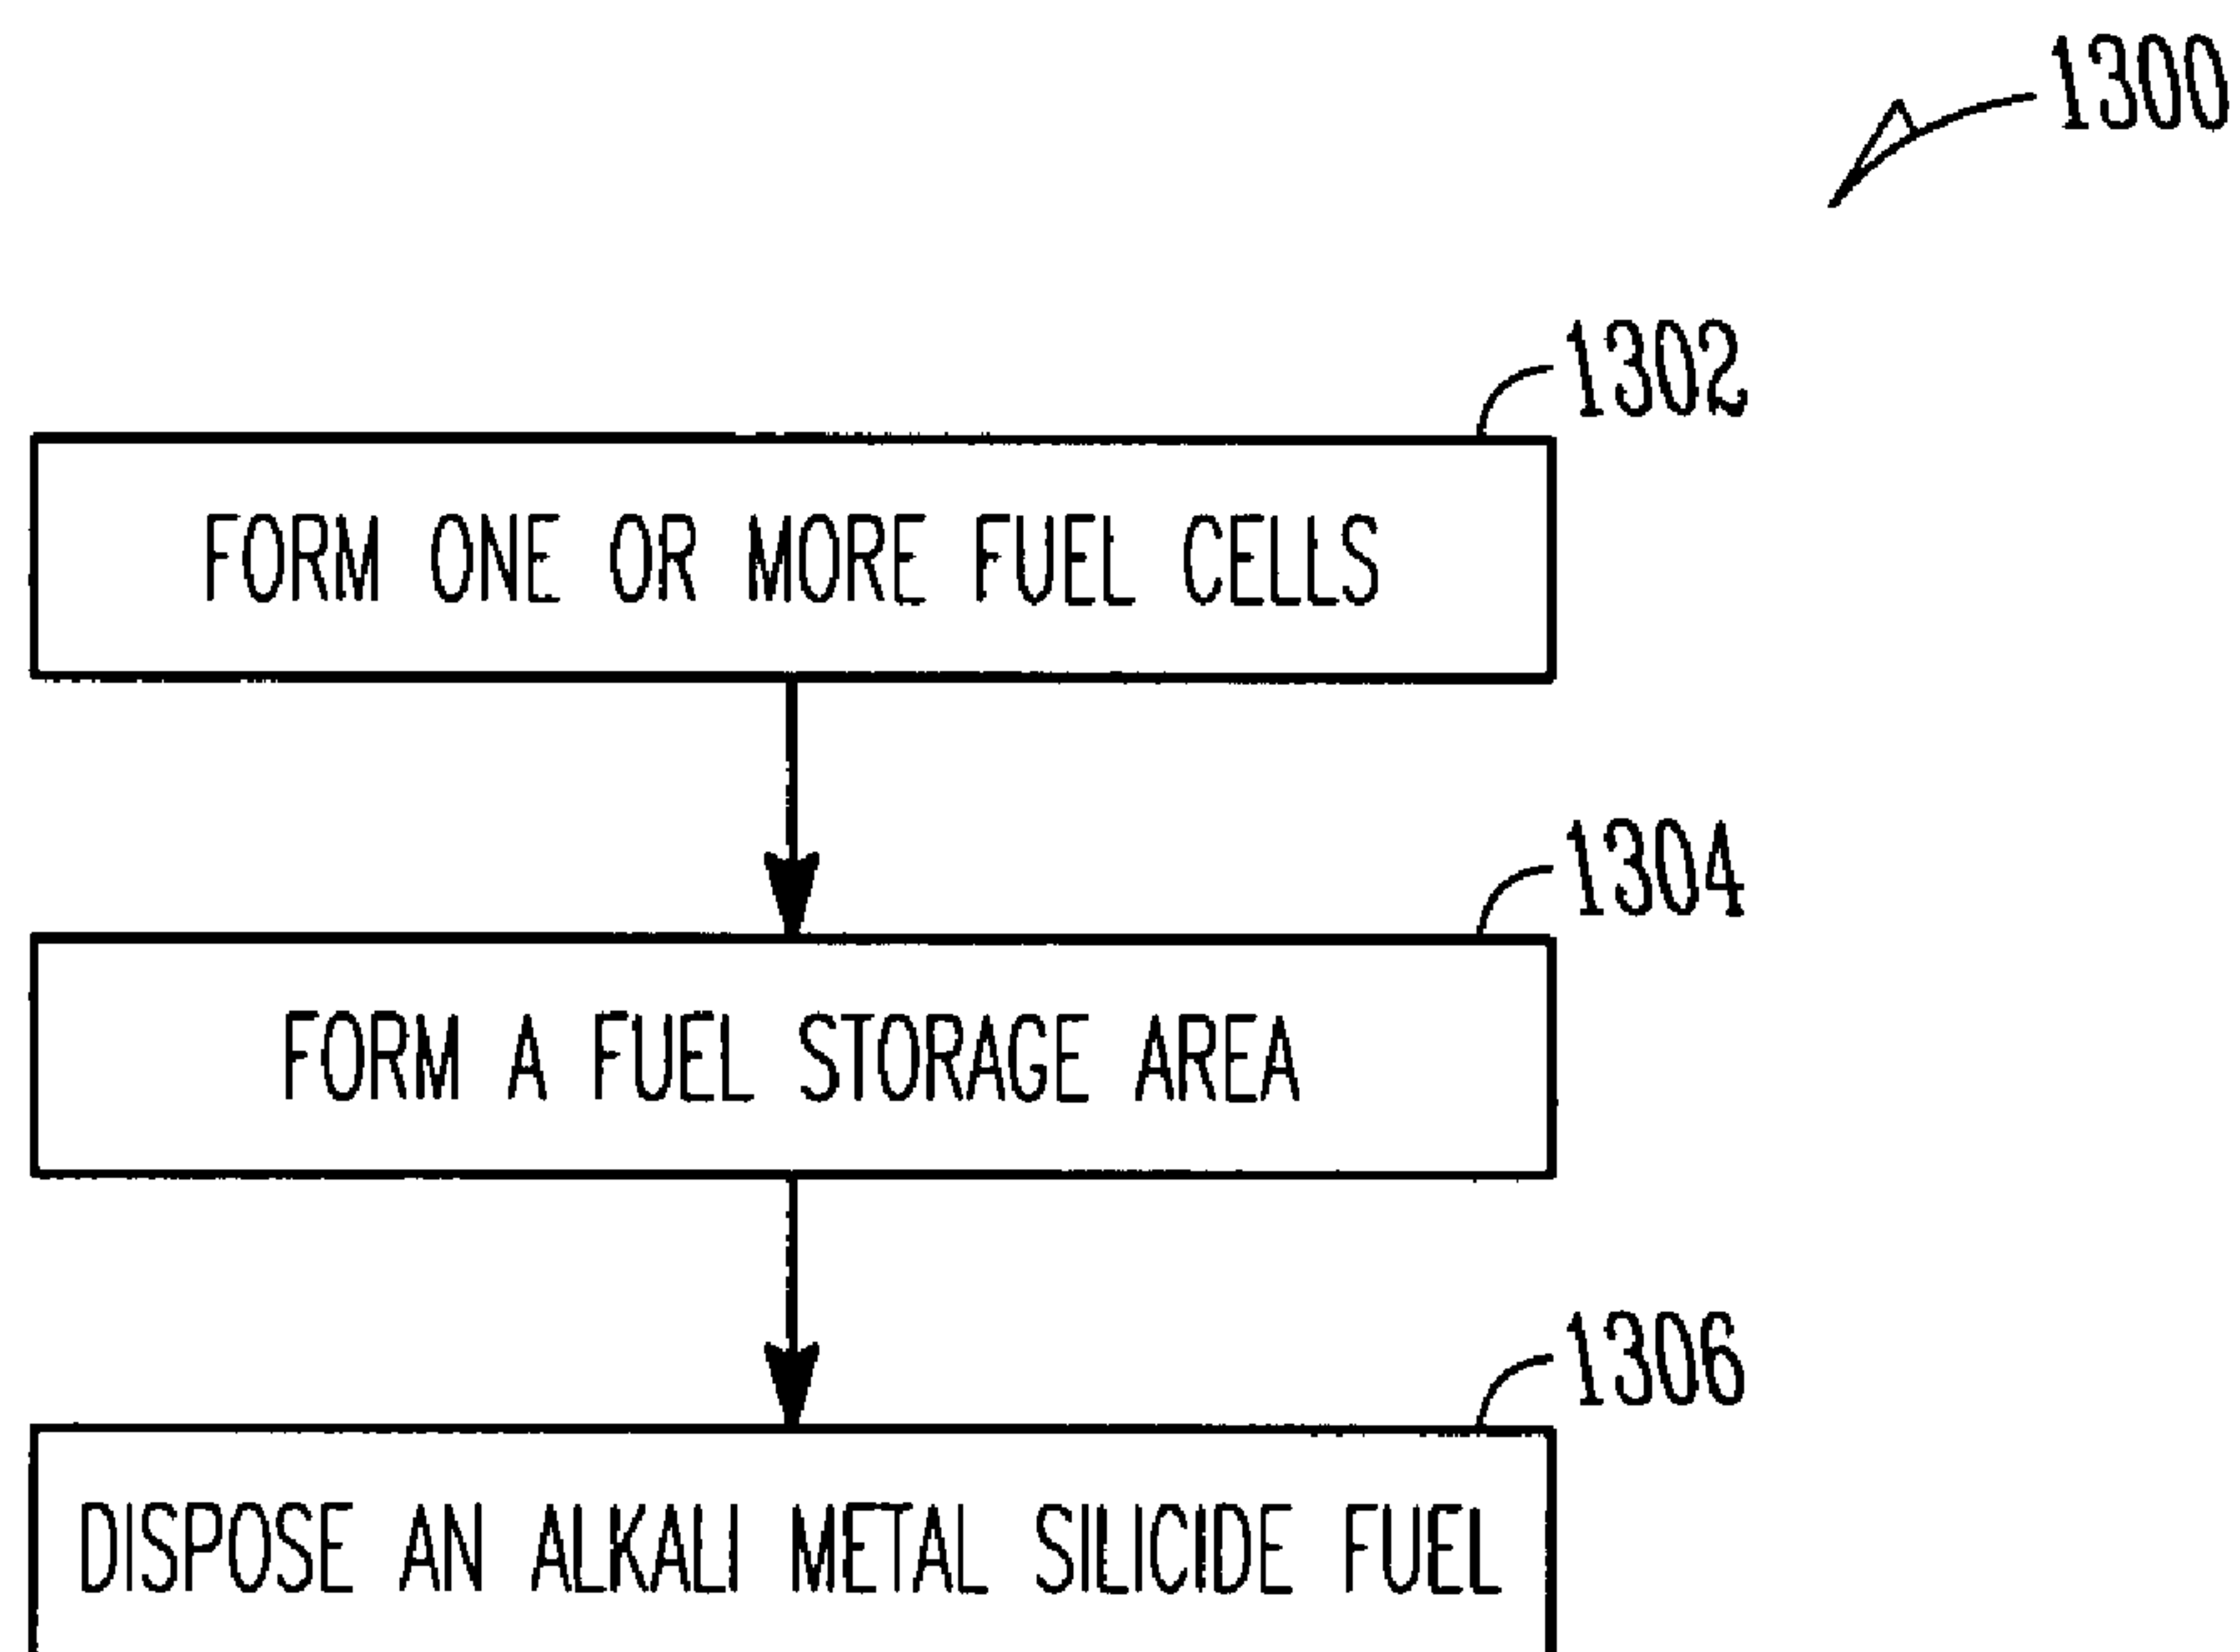 1300
1302
FORM ONE OR MORE FUEL CELLS
1304
FORM A FUEL STORAGE AREA
1306
DISPOSE AN ALKALI METAL SILICIDE FUEL